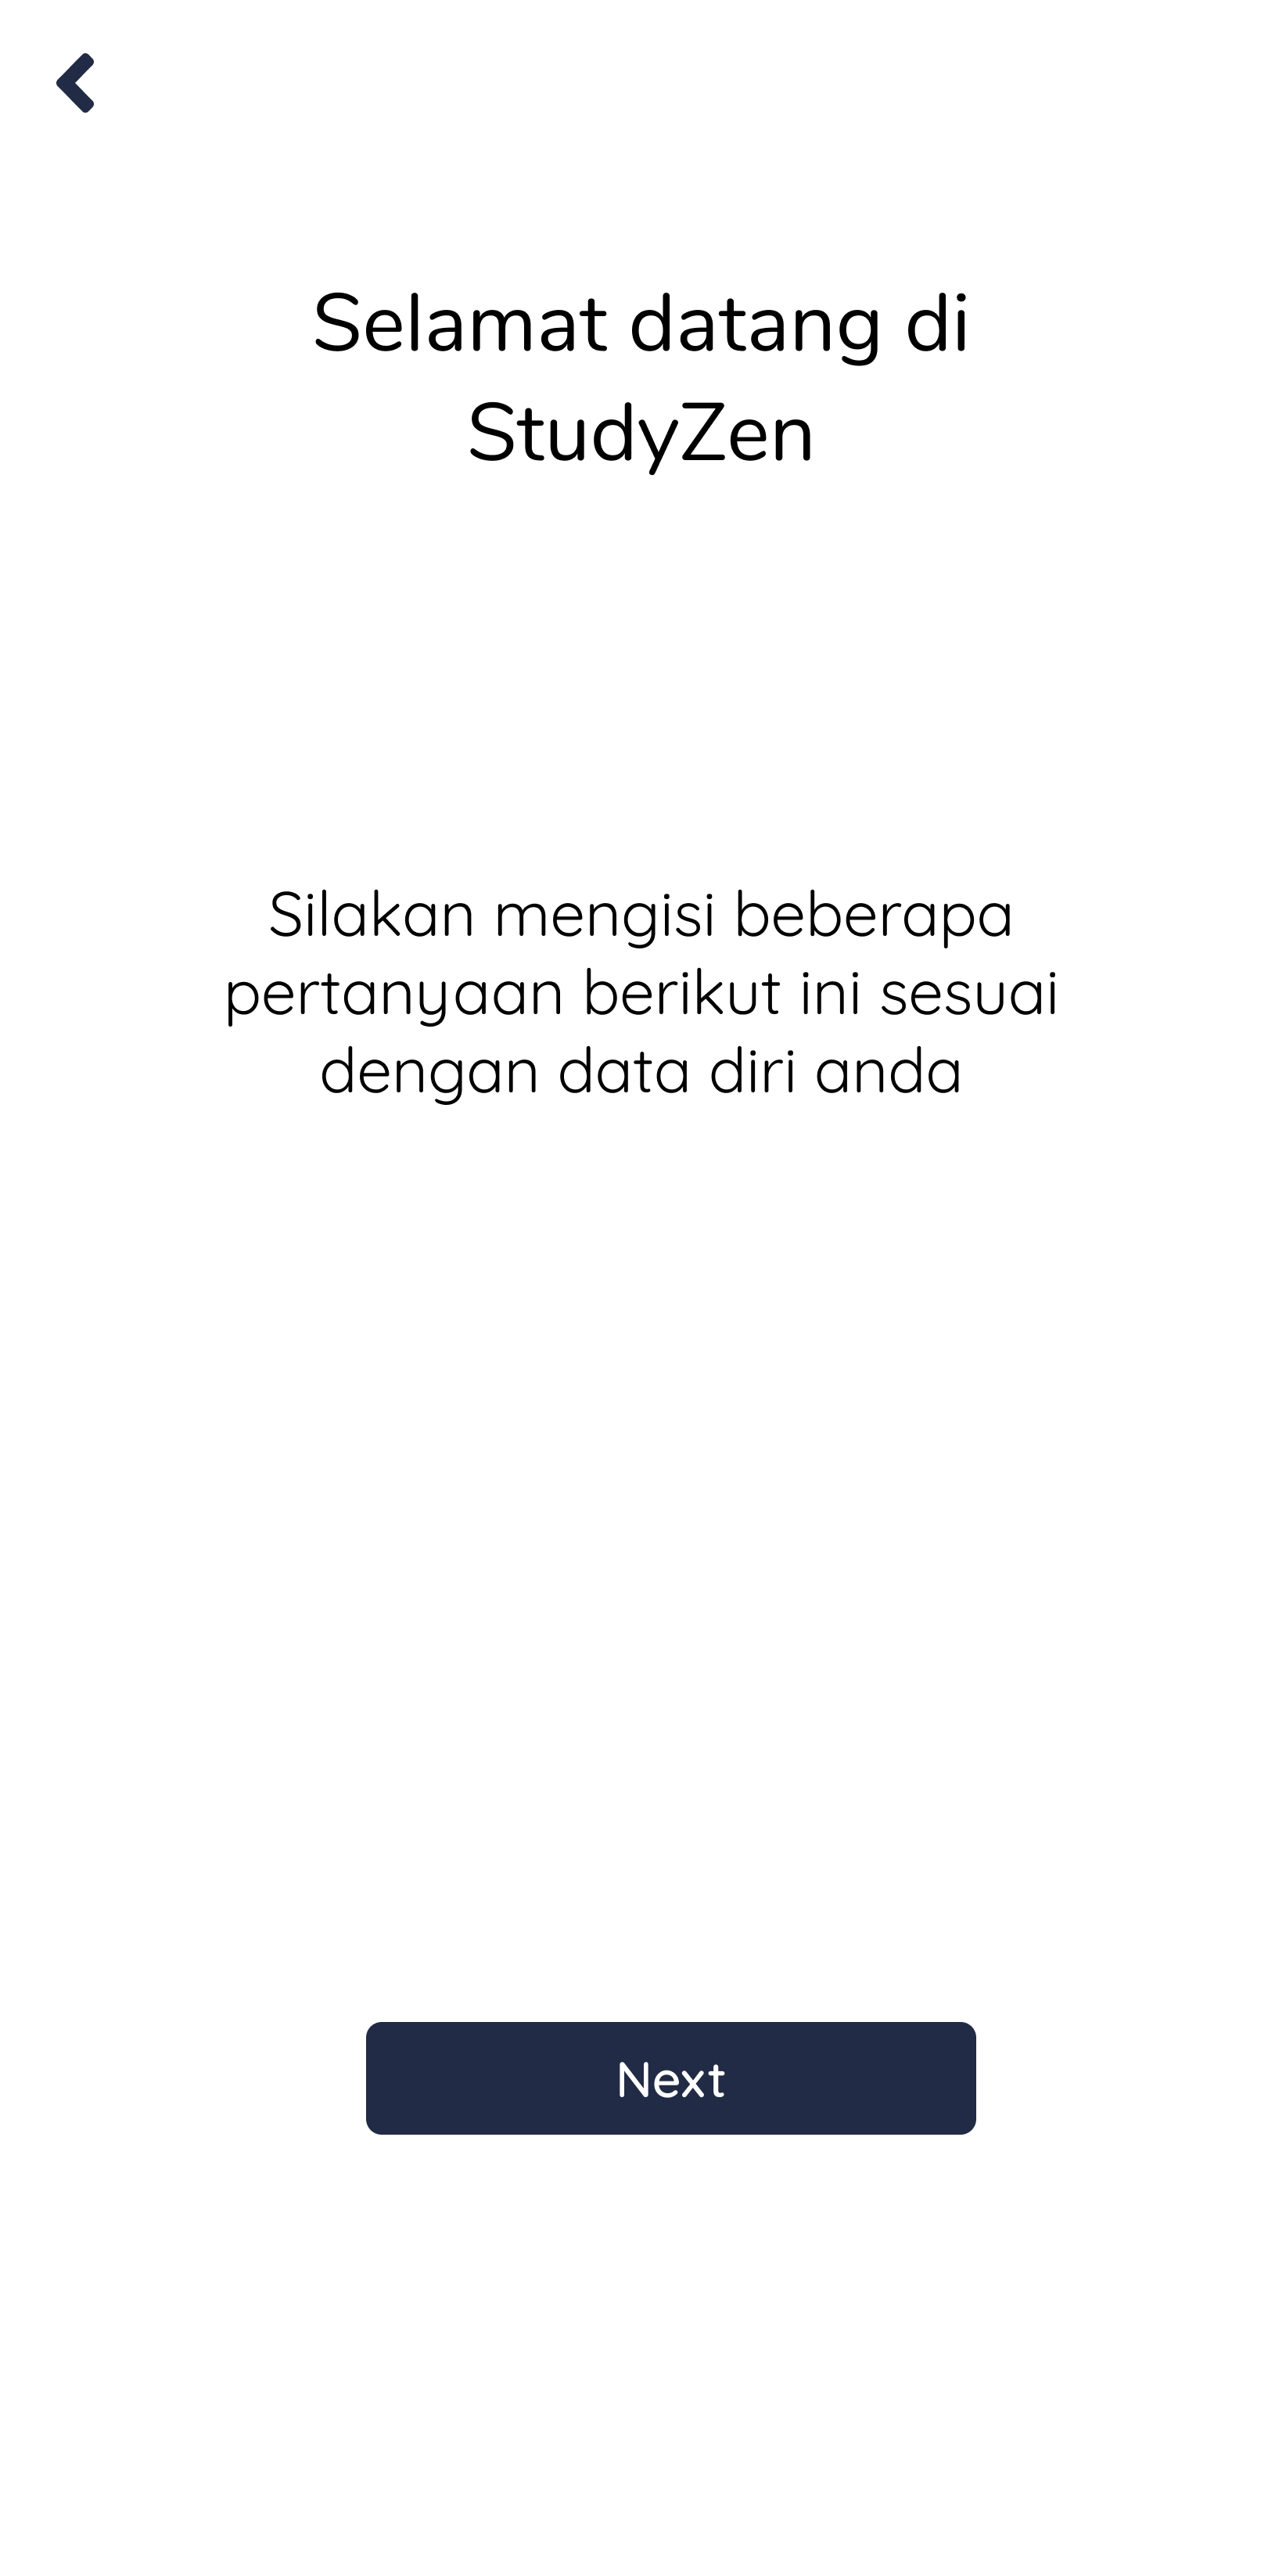 Selamat datang di
StudyZen
Silakan mengisi beberapa
pertanyaan berikut ini sesuai
dengan data diri anda
Next